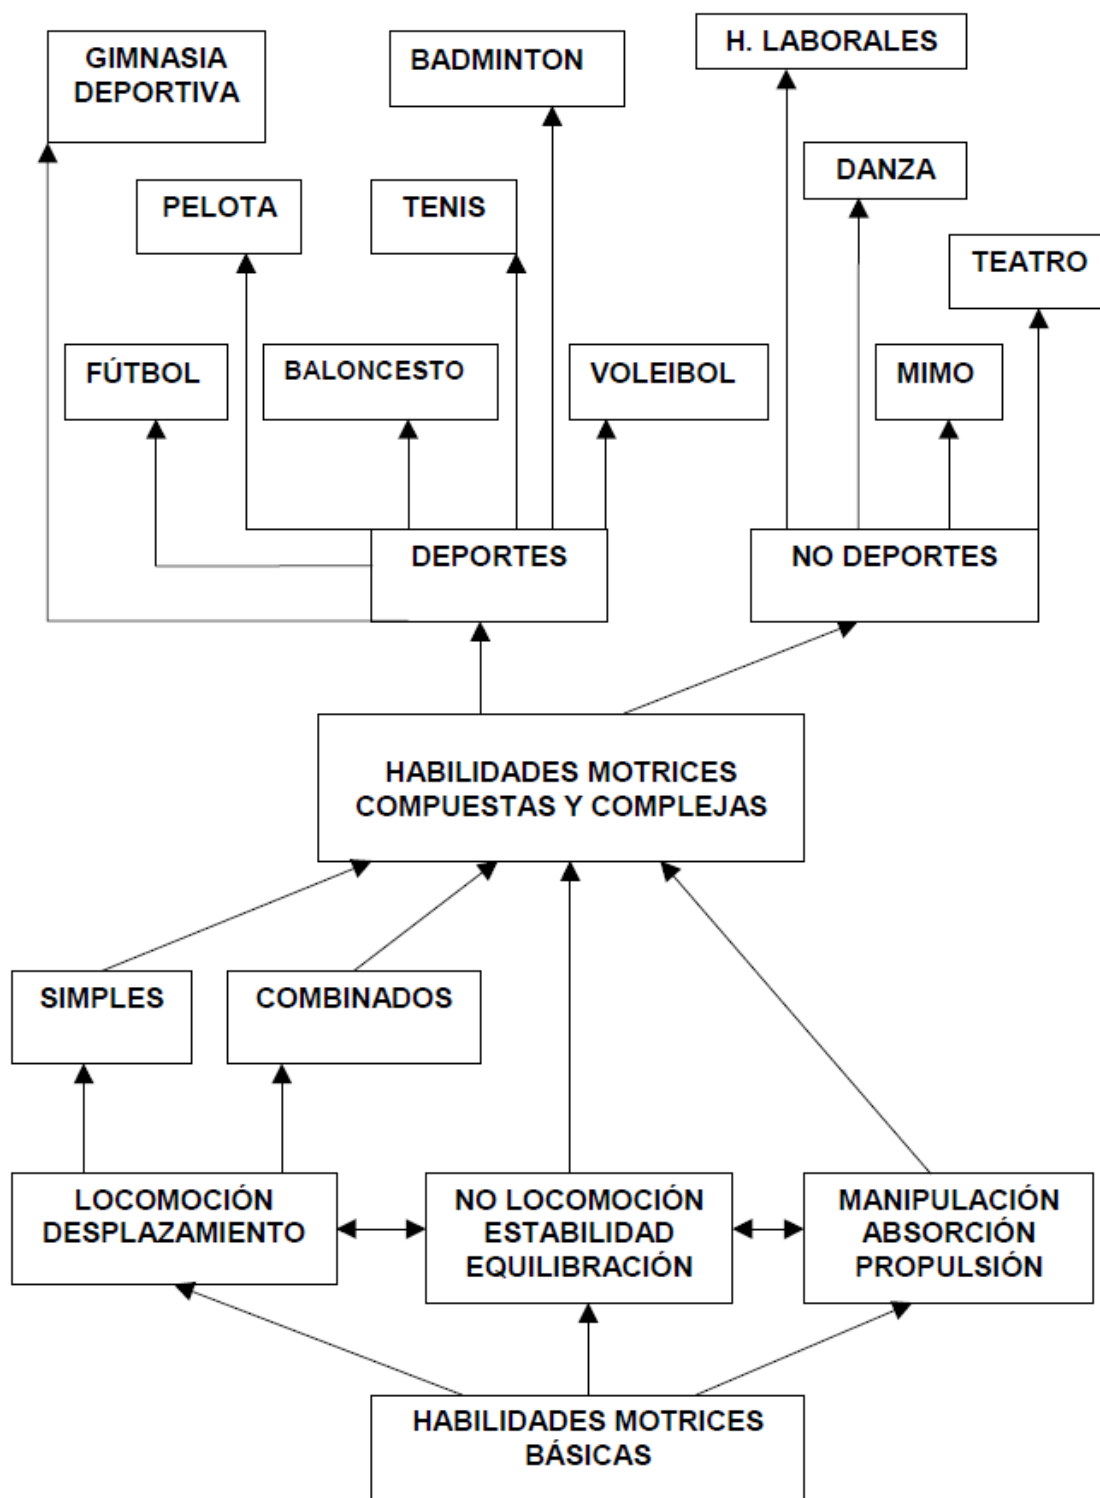 GIMNASIA
DEPORTIVA
BADMINTON
H. LABORALES
DANZA
PELOTA
TENIS
TEATRO
FÚTBOL
BALONCESTO
VOLEIBOL
MIMO
DEPORTES
NO DEPORTES
HABILIDADES MOTRICES
COMPUESTAS Y COMPLEJAS
SIMPLES
COMBINADOS
LOCOMOCIÓN
DESPLAZAMIENTO
NO LOCOMOCIÓN
ESTABILIDAD
EQUILIBRACIÓN
MANIPULACIÓN
ABSORCIÓN
PROPULSIÓN
HABILIDADES MOTRICES
BÁSICAS